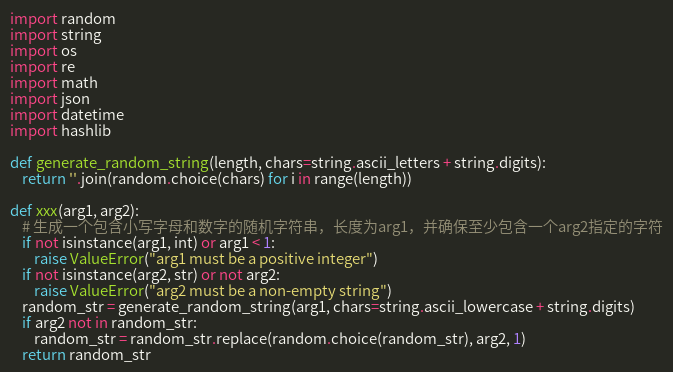 import random
import string
import os
import re
import math
import json
import datetime
import hashlib

def generate_random_string(length, chars=string.ascii_letters + string.digits):
    return ''.join(random.choice(chars) for i in range(length))

def xxx(arg1, arg2):
    # 生成一个包含小写字母和数字的随机字符串，长度为arg1，并确保至少包含一个arg2指定的字符
    if not isinstance(arg1, int) or arg1 < 1:
        raise ValueError("arg1 must be a positive integer")
    if not isinstance(arg2, str) or not arg2:
        raise ValueError("arg2 must be a non-empty string")
    random_str = generate_random_string(arg1, chars=string.ascii_lowercase + string.digits)
    if arg2 not in random_str:
        random_str = random_str.replace(random.choice(random_str), arg2, 1)
    return random_str